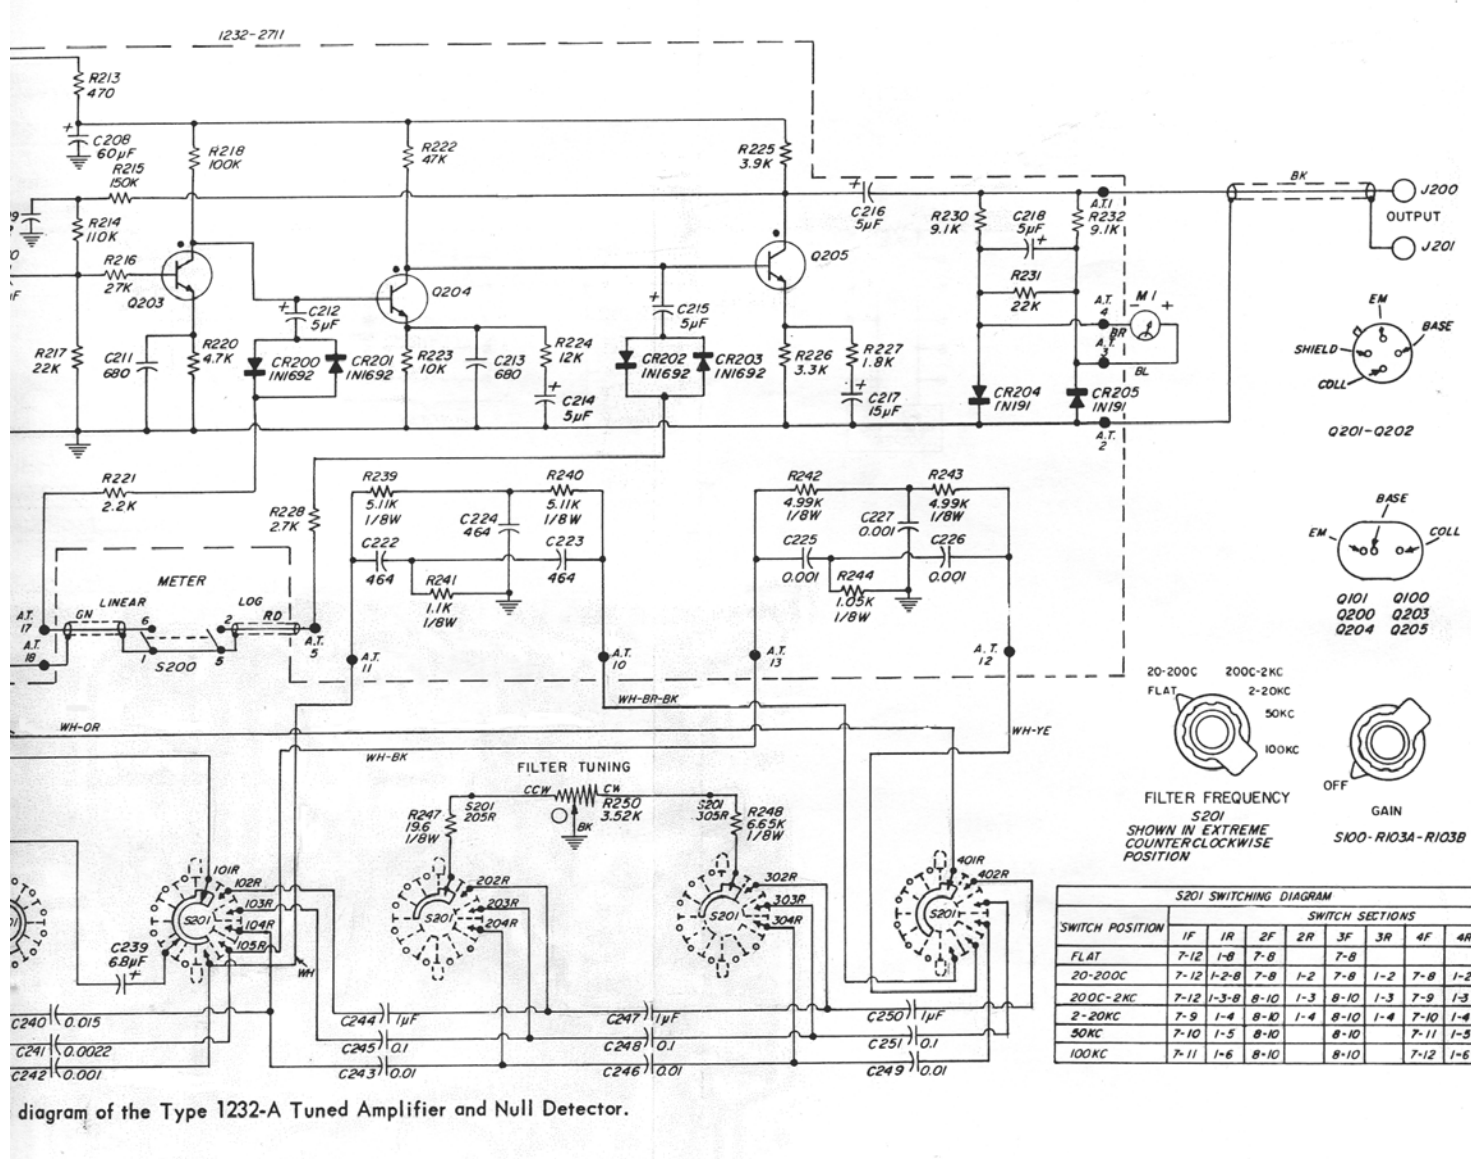 1232-2711
R213
470
C208
60µF
R218
100K
R222
47K
R225
3.9K
R215
150K
R214
110K
R216
27K
Q203
C212
5µF
Q204
C215
5µF
Q205
C216
5µF
R230
9.1K
C218
5µF
A.T.1
R232
9.1K
R231
22K
A.T.
4
M1
BR
A.T.
3
BL
BK
J200
OUTPUT
J201
EM
BASE
SHIELD
COLL
Q201-Q202
R217
22K
C211
680
R220
4.7K
CR200
1N1692
CR201
1N1692
R223
10K
C213
680
R224
12K
C214
5µF
CR202
1N1692
CR203
1N1692
R226
3.3K
R227
1.8K
C217
15µF
CR204
1N191
CR205
1N191
A.T.
2
R221
2.2K
R228
2.7K
R239
5.11K
1/8W
R240
5.11K
1/8W
C224
464
C222
464
C223
464
R241
1.1K
1/8W
R242
4.99K
1/8W
R243
4.99K
1/8W
C227
0.001
C225
0.001
C226
0.001
R244
1.05K
1/8W
BASE
EM
COLL
Q101 Q100
Q200 Q203
Q204 Q205
METER
LINEAR
LOG
A.T.
17
GN
6
2
RD
A.T.
18
1
S200
5
A.T.
5
A.T.
11
A.T.
10
A.T.
13
A.T.
12
WH-OR
WH-BK
WH-BR-BK
WH-YE
20-200C
200C-2KC
FLAT
2-20KC
50KC
100KC
OFF
FILTER FREQUENCY
S201
SHOWN IN EXTREME
COUNTERCLOCKWISE
POSITION
GAIN
S100-R103A-R103B
FILTER TUNING
CCW
CW
S201
205R
R250
3.52K
BK
S201
305R
R247
19.6
1/8W
R248
6.65K
1/8W
101R
102R
103R
104R
105R
S201
202R
203R
204R
S201
302R
303R
304R
S201
401R
402R
S201
C239
68µF
WH
C240 0.015
C241 0.0022
C242 0.001
C244 1µF
C245 0.1
C243 0.01
C247 1µF
C248 0.1
C246 0.01
C250 1µF
C251 0.1
C249 0.01
S201 SWITCHING DIAGRAM
SWITCH POSITION
SWITCH SECTIONS
1F 1R 2F 2R 3F 3R 4F 4R
FLAT 7-12 1-8 7-8 7-8
20-200C 7-12 1-2-8 7-8 1-2 7-8 1-2 7-8 1-2
200C-2KC 7-12 1-3-8 8-10 1-3 8-10 1-3 7-9 1-3
2-20KC 7-9 1-4 8-10 1-4 8-10 1-4 7-10 1-4
50KC 7-10 1-5 8-10 8-10 7-11 1-5
100KC 7-11 1-6 8-10 8-10 7-12 1-6
diagram of the Type 1232-A Tuned Amplifier and Null Detector.